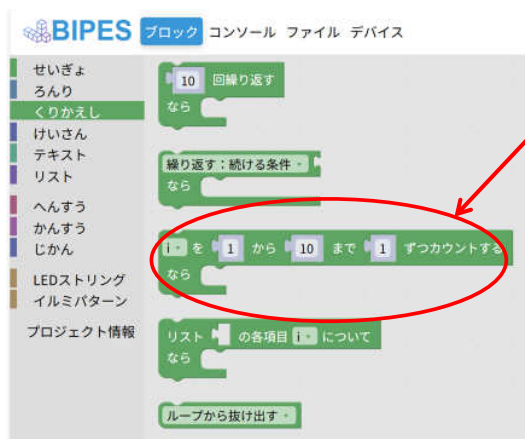 BIPES ブロック コンソール ファイル デバイス
せいぎょ
ろんり
くりかえし
けいさん
テキスト
リスト
へんすう
かんすう
じかん
LEDストリング
イルミパターン
プロジェクト情報
10 回繰り返す
なら
繰り返す：続ける条件
なら
i を 1 から 10 まで 1 ずつカウントする
なら
リスト の各項目 i について
なら
ループから抜け出す